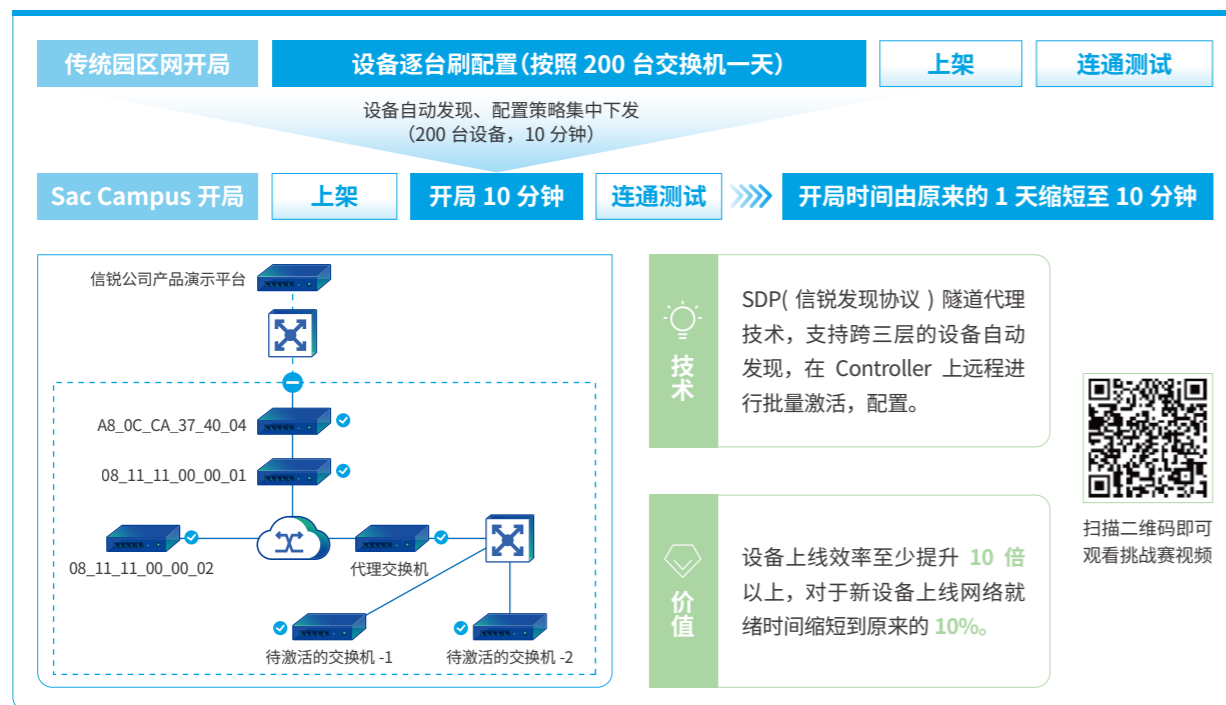 传统园区网开局
设备逐台刷配置（按照 200 台交换机一天）
上架
连通测试
设备自动发现、配置策略集中下发
（200 台设备，10 分钟）
Sac Campus 开局
上架
开局 10 分钟
连通测试
开局时间由原来的 1 天缩短至 10 分钟
信锐公司产品演示平台
A8_0C_CA_37_40_04
08_11_11_00_00_01
08_11_11_00_00_02
代理交换机
待激活的交换机 -1
待激活的交换机 -2
技术
SDP( 信锐发现协议 ) 隧道代理
技术，支持跨三层的设备自动
发现，在 Controller 上远程进
行批量激活，配置。
价值
设备上线效率至少提升 10 倍
以上，对于新设备上线网络就
绪时间缩短到原来的 10%。
扫描二维码即可
观看挑战赛视频